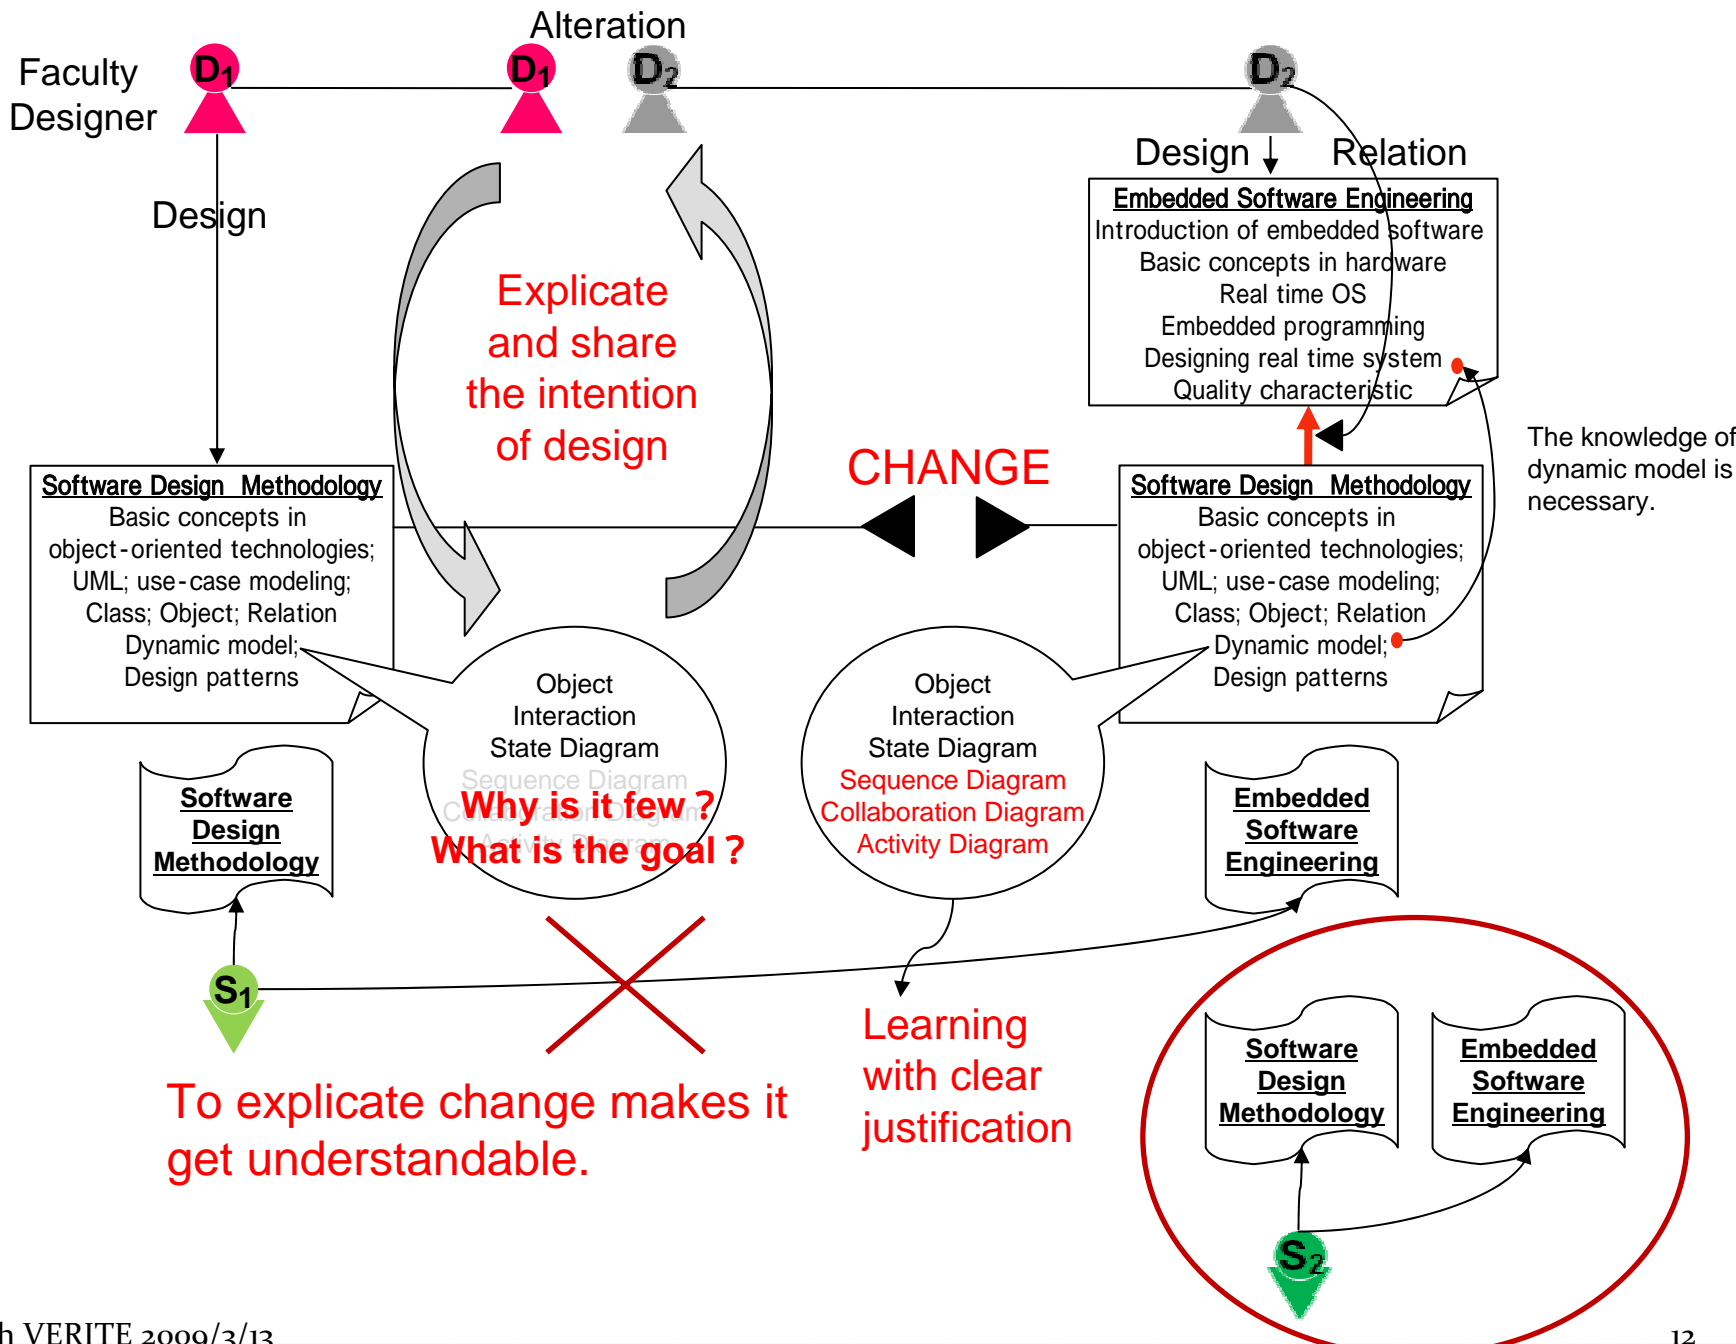 Alteration
Faculty
Designer
D1
D1
D2
D2
Design
Design
Relation
Explicate
and share
the intention
of design
Embedded Software Engineering
Introduction of embedded software
Basic concepts in hardware
Real time OS
Embedded programming
Designing real time system
Quality characteristic
The knowledge of
dynamic model is
necessary.
CHANGE
Software Design Methodology
Basic concepts in
object-oriented technologies;
UML; use-case modeling;
Class; Object; Relation
Dynamic model;
Design patterns
Software Design Methodology
Basic concepts in
object-oriented technologies;
UML; use-case modeling;
Class; Object; Relation
Dynamic model;
Design patterns
Object
Interaction
State Diagram
Sequence Diagram
Collaboration Diagram
Activity Diagram
Why is it few ?
What is the goal ?
Object
Interaction
State Diagram
Sequence Diagram
Collaboration Diagram
Activity Diagram
Software
Design
Methodology
Embedded
Software
Engineering
S1
To explicate change makes it
get understandable.
Learning
with clear
justification
Software
Design
Methodology
Embedded
Software
Engineering
S2
h VERITE 2009/3/13
12